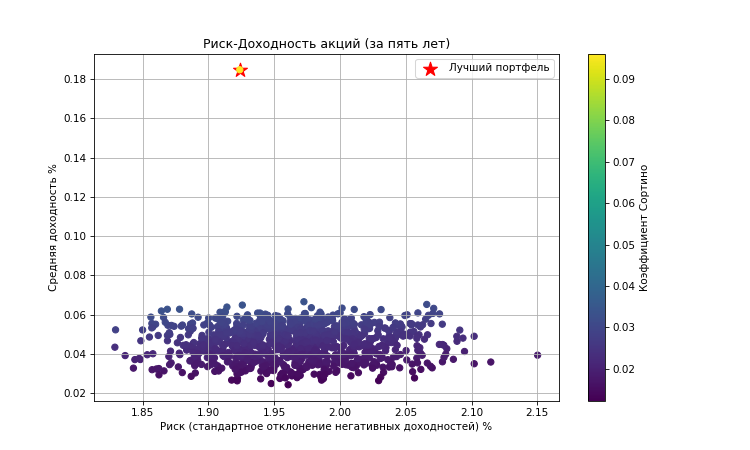 Риск-Доходность акций (за пять лет)
Лучший портфель
Средняя доходность %
0.18
0.16
0.14
0.12
0.10
0.08
0.06
0.04
0.02
1.85 1.90 1.95 2.00 2.05 2.10 2.15
Риск (стандартное отклонение негативных доходностей) %
0.09
0.08
0.07
0.06
0.05
0.04
0.03
0.02
Коэффициент Сортино